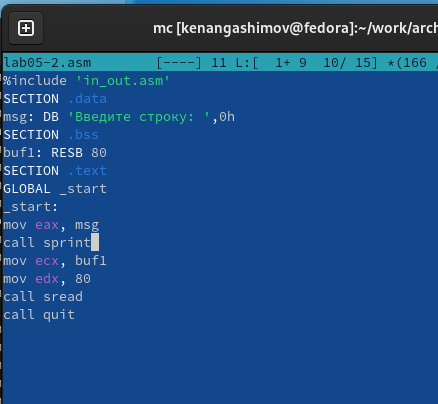 mc [kenangashimov@fedora]:~/work/arch
lab05-2.asm [----] 11 L:[ 1+ 9 10/ 15] *(166 /
%include 'in_out.asm'
SECTION .data
msg: DB 'Введите строку: ',0h
SECTION .bss
buf1: RESB 80
SECTION .text
GLOBAL _start
_start:
mov eax, msg
call sprint
mov ecx, buf1
mov edx, 80
call sread
call quit